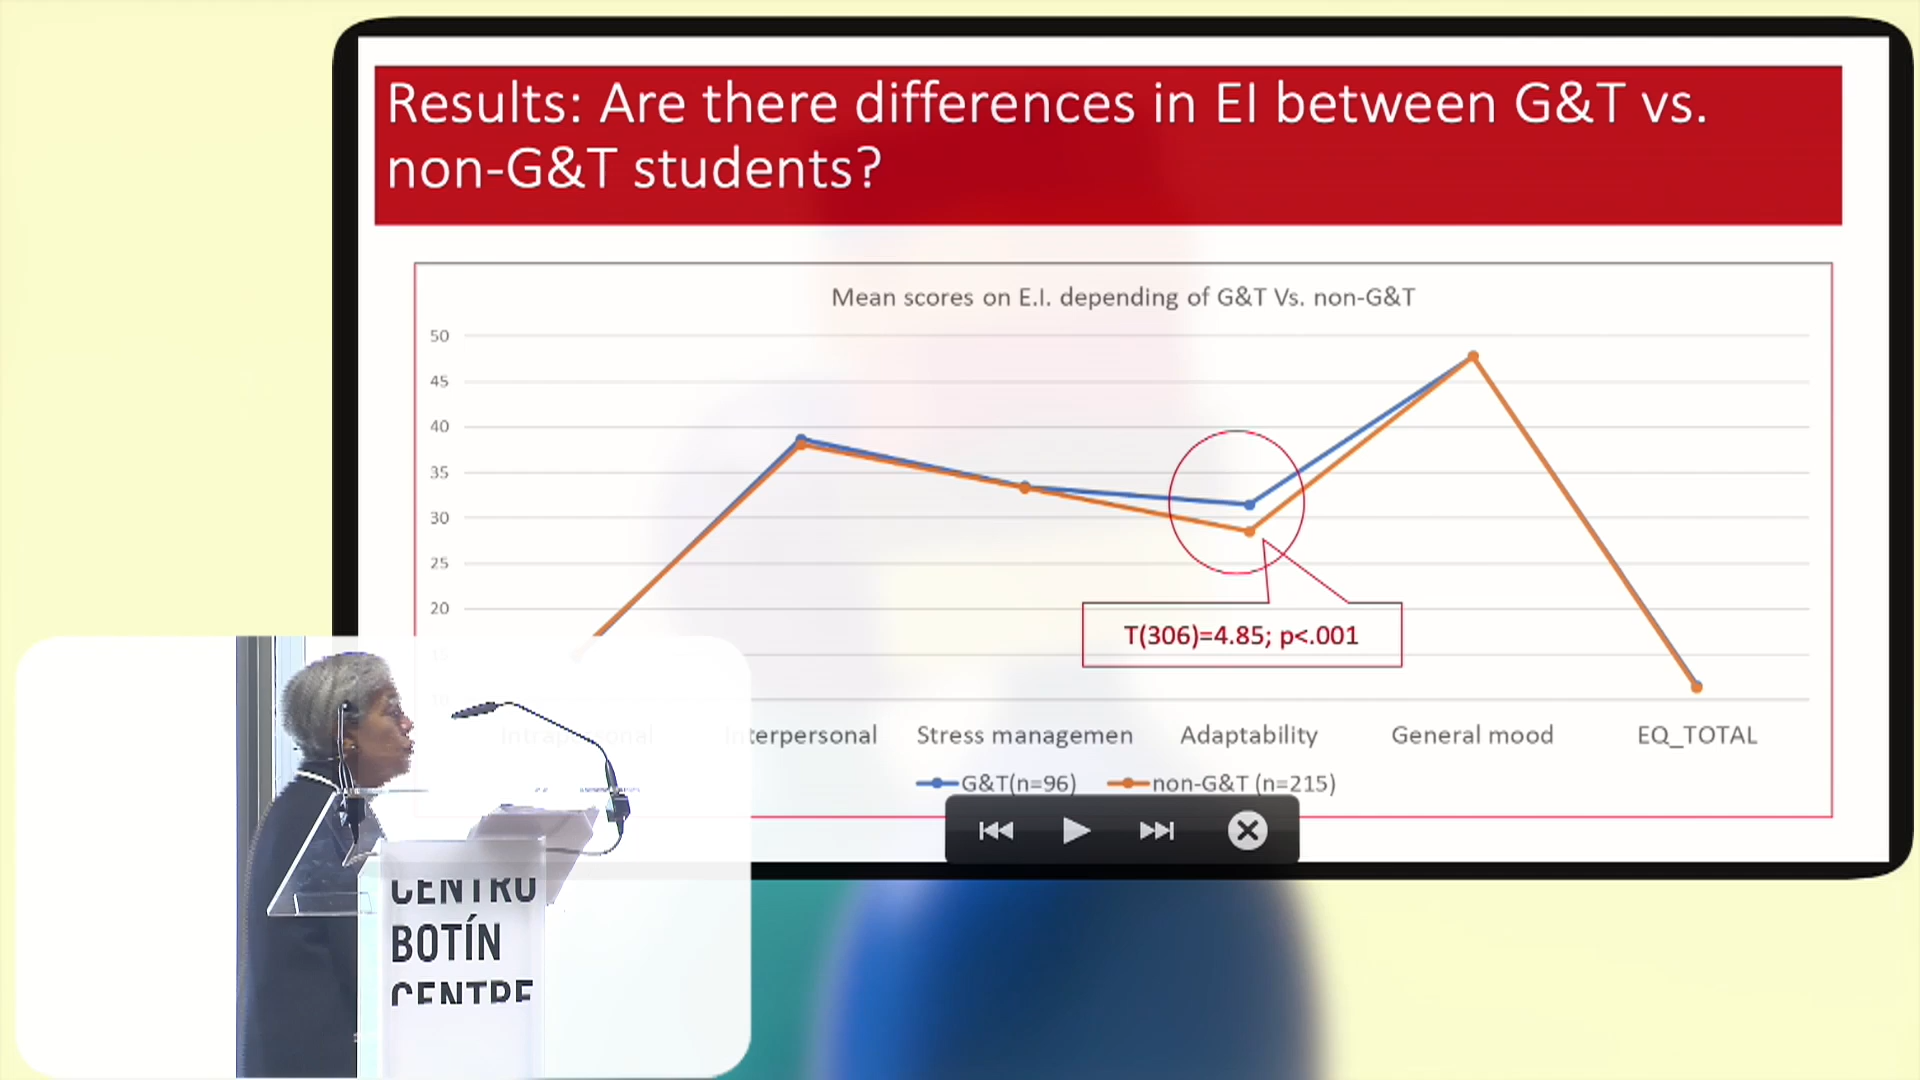 Results: Are there differences in EI between G&T vs.
non-G&T students?
Mean scores on E.I. depending of G&T Vs. non-G&T
50
45
40
35
30
25
20
15
10
T(306)=4.85; p<.001
Intrapersonal
Interpersonal
Stress managemen
Adaptability
General mood
EQ_TOTAL
G&T(n=96)
non-G&T (n=215)
CENTRO
BOTÍN
CENTRE